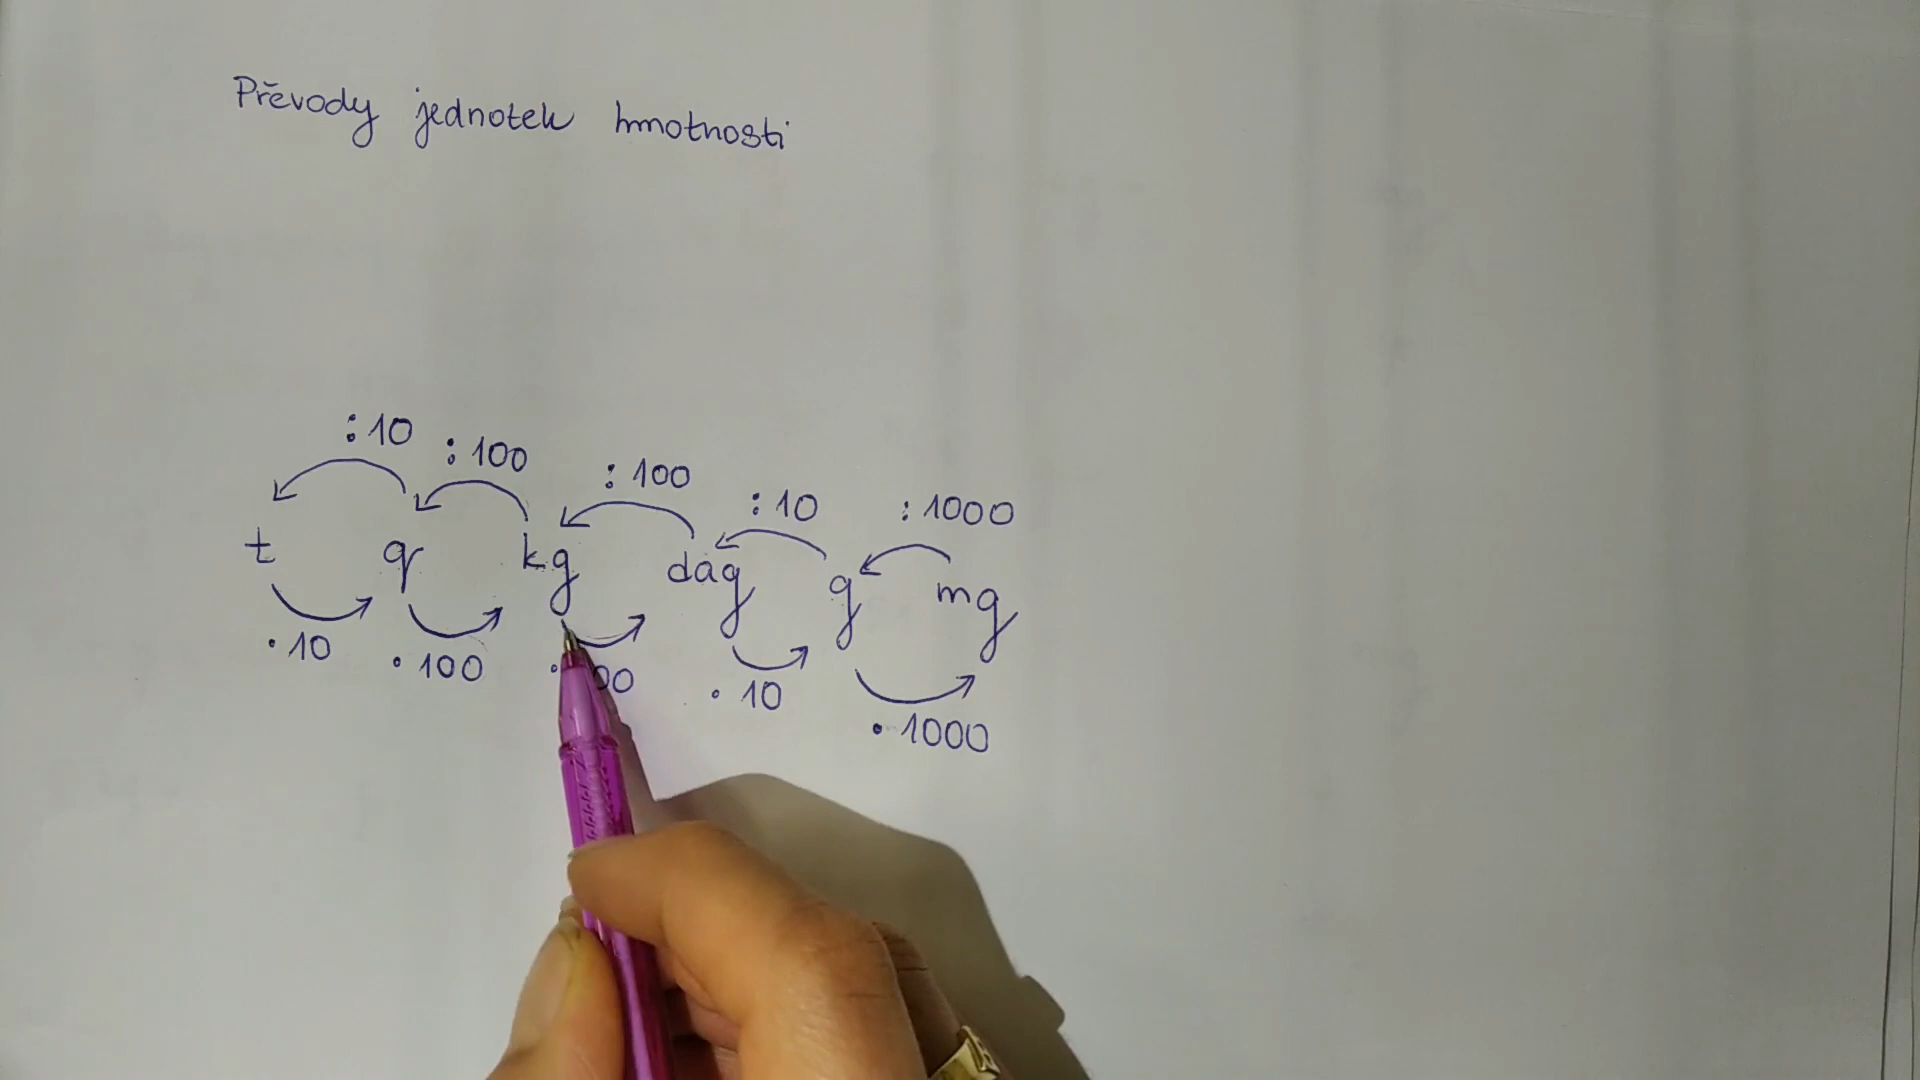 Převody jednotek hmotnosti
:10 :100 :100 :10 :1000
t q kg dag g mg
·10 ·100 ·10 ·1000